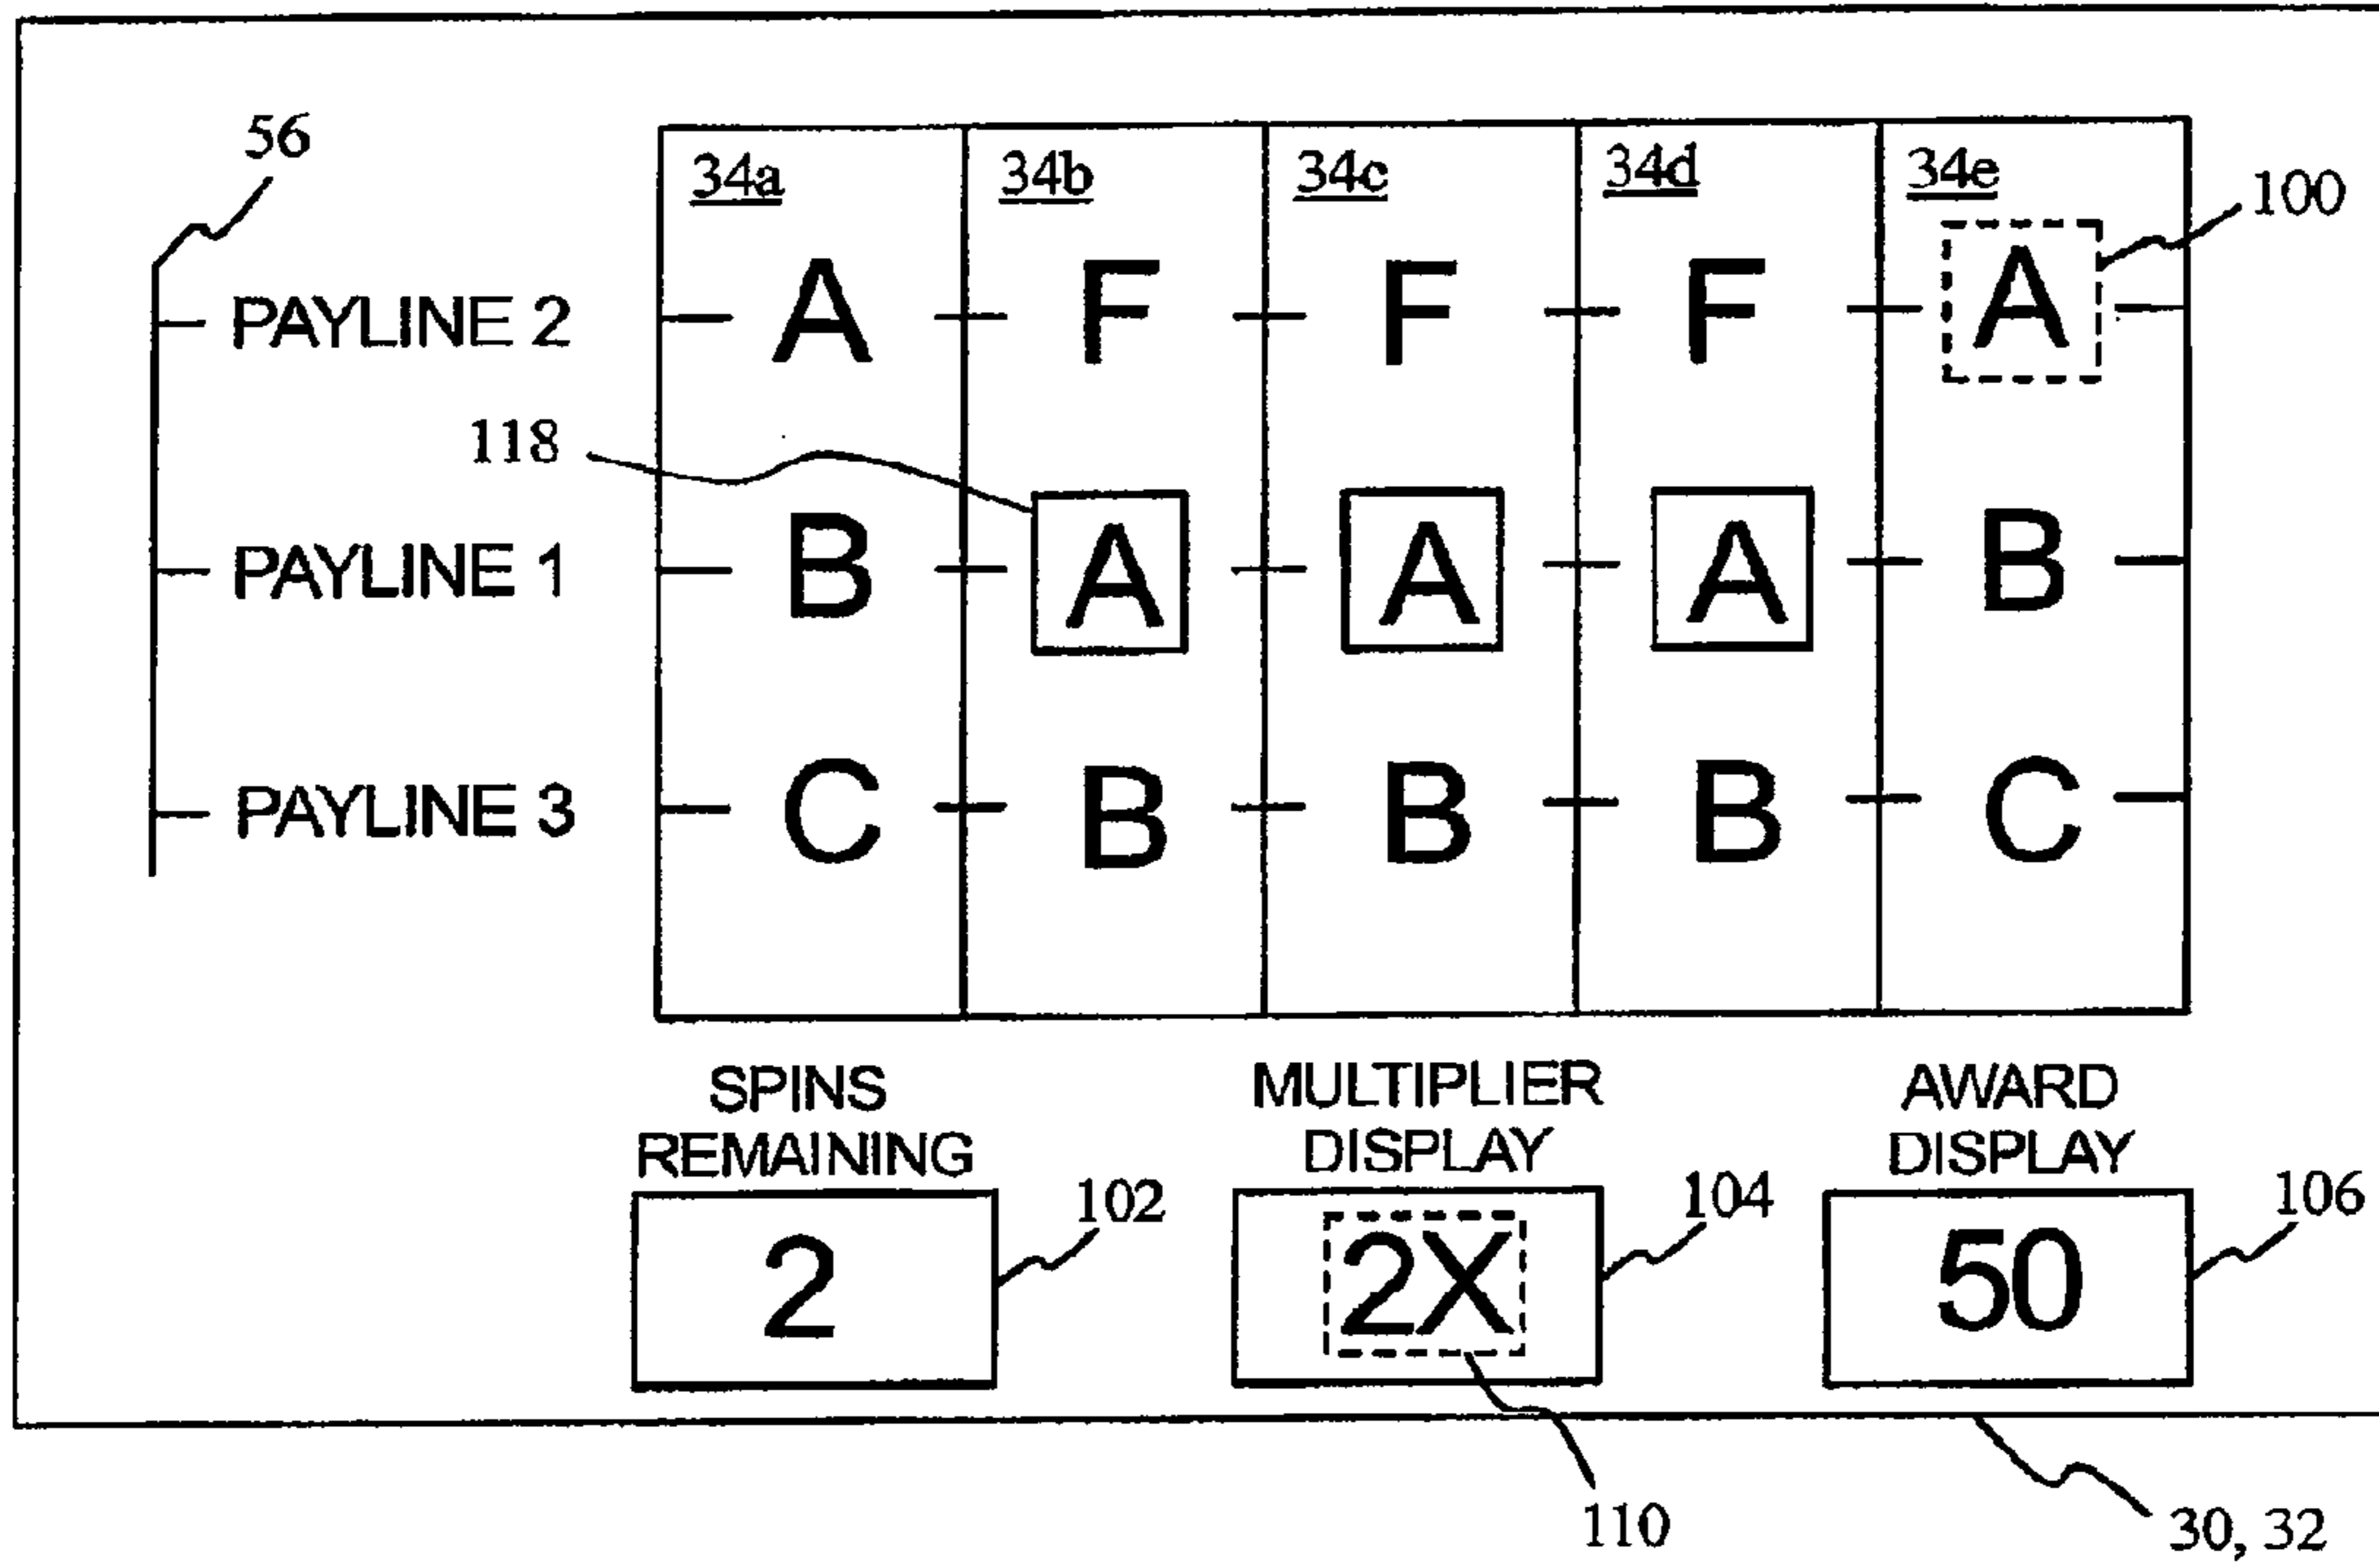 56
34a 34b 34c 34d 34e
100
PAYLINE 2 A F F F A
118
PAYLINE 1 B A A A B
PAYLINE 3 C B B B C
SPINS REMAINING
2
102
MULTIPLIER DISPLAY
2X
104
AWARD DISPLAY
50
106
110
30, 32